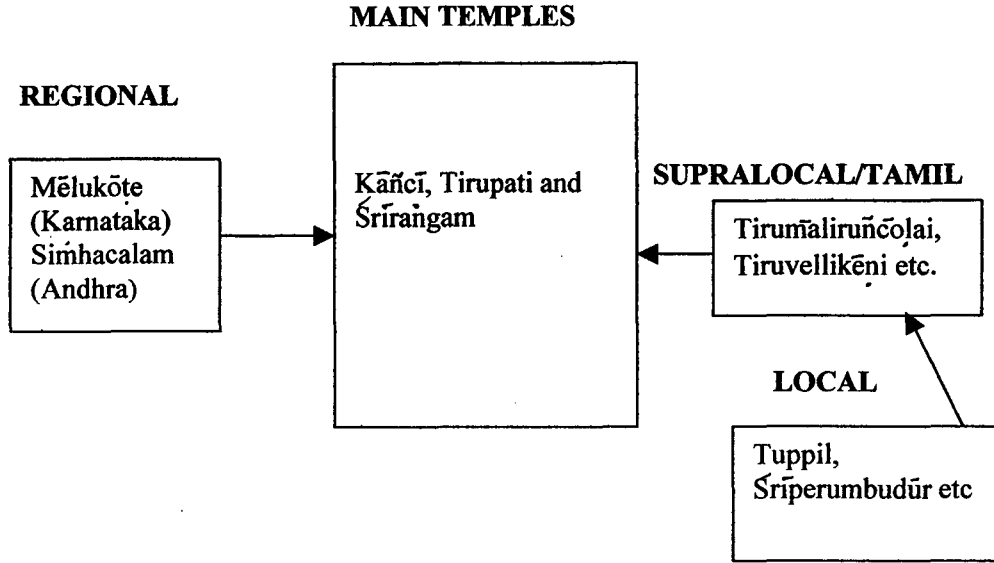 MAIN TEMPLES
REGIONAL
Mēlukōṭe
(Karnataka)
Siṁhacalam
(Andhra)
Kāñcī, Tirupati and
Śrīraṅgam
SUPRALOCAL/TAMIL
Tirumāliruñcōḷai,
Tiruvellikēṇi etc.
LOCAL
Tuppil,
Śrīperumbudūr etc